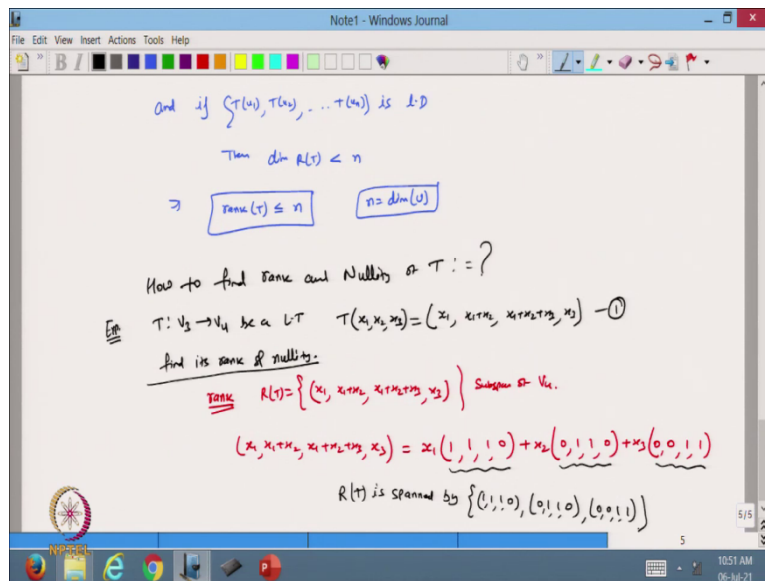 Note1 - Windows Journal
File Edit View Insert Actions Tools Help
B I
and if {T(u1), T(u2), ... T(un)} is l.D
Then dim R(T) < n
⇒ rank(T) ≤ n n = dim(U)
How to find rank and Nullity of T := ?
Exp. T: V3 → V4 be a L.T T(x1, x2, x3) = (x1, x1+x2, x1+x2+x3, x3) — ①
find its rank & nullity.
rank R(T) = { (x1, x1+x2, x1+x2+x3, x3) } Subspace of V4.
(x1, x1+x2, x1+x2+x3, x3) = x1(1, 1, 1, 0) + x2(0, 1, 1, 0) + x3(0, 0, 1, 1)
R(T) is spanned by {(1,1,1,0), (0,1,1,0), (0,0,1,1)}
5/5
5
NPTEL
10:51 AM
06-Jul-21